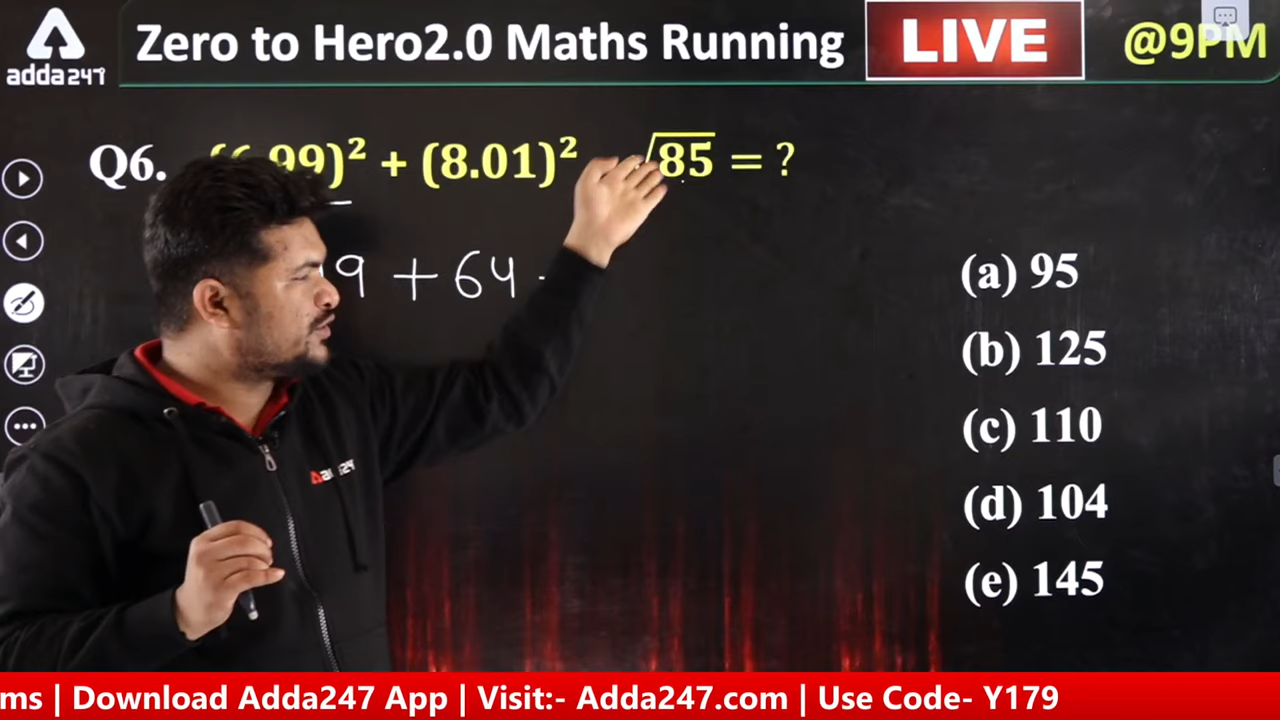 adda247
Zero to Hero2.0 Maths Running
LIVE
@9PM
Q6. 99)² + (8.01)² √85 = ?
9 + 64 -
(a) 95
(b) 125
(c) 110
(d) 104
(e) 145
ms | Download Adda247 App | Visit:- Adda247.com | Use Code- Y179